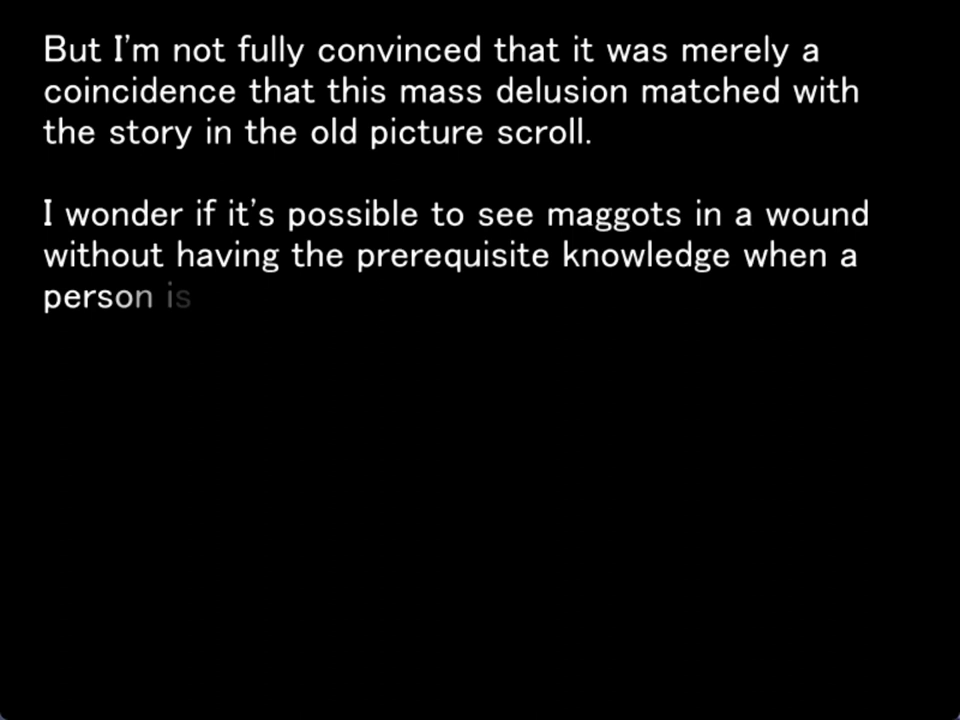 But I'm not fully convinced that it was merely a
coincidence that this mass delusion matched with
the story in the old picture scroll.
I wonder if it's possible to see maggots in a wound
without having the prerequisite knowledge when a
person is